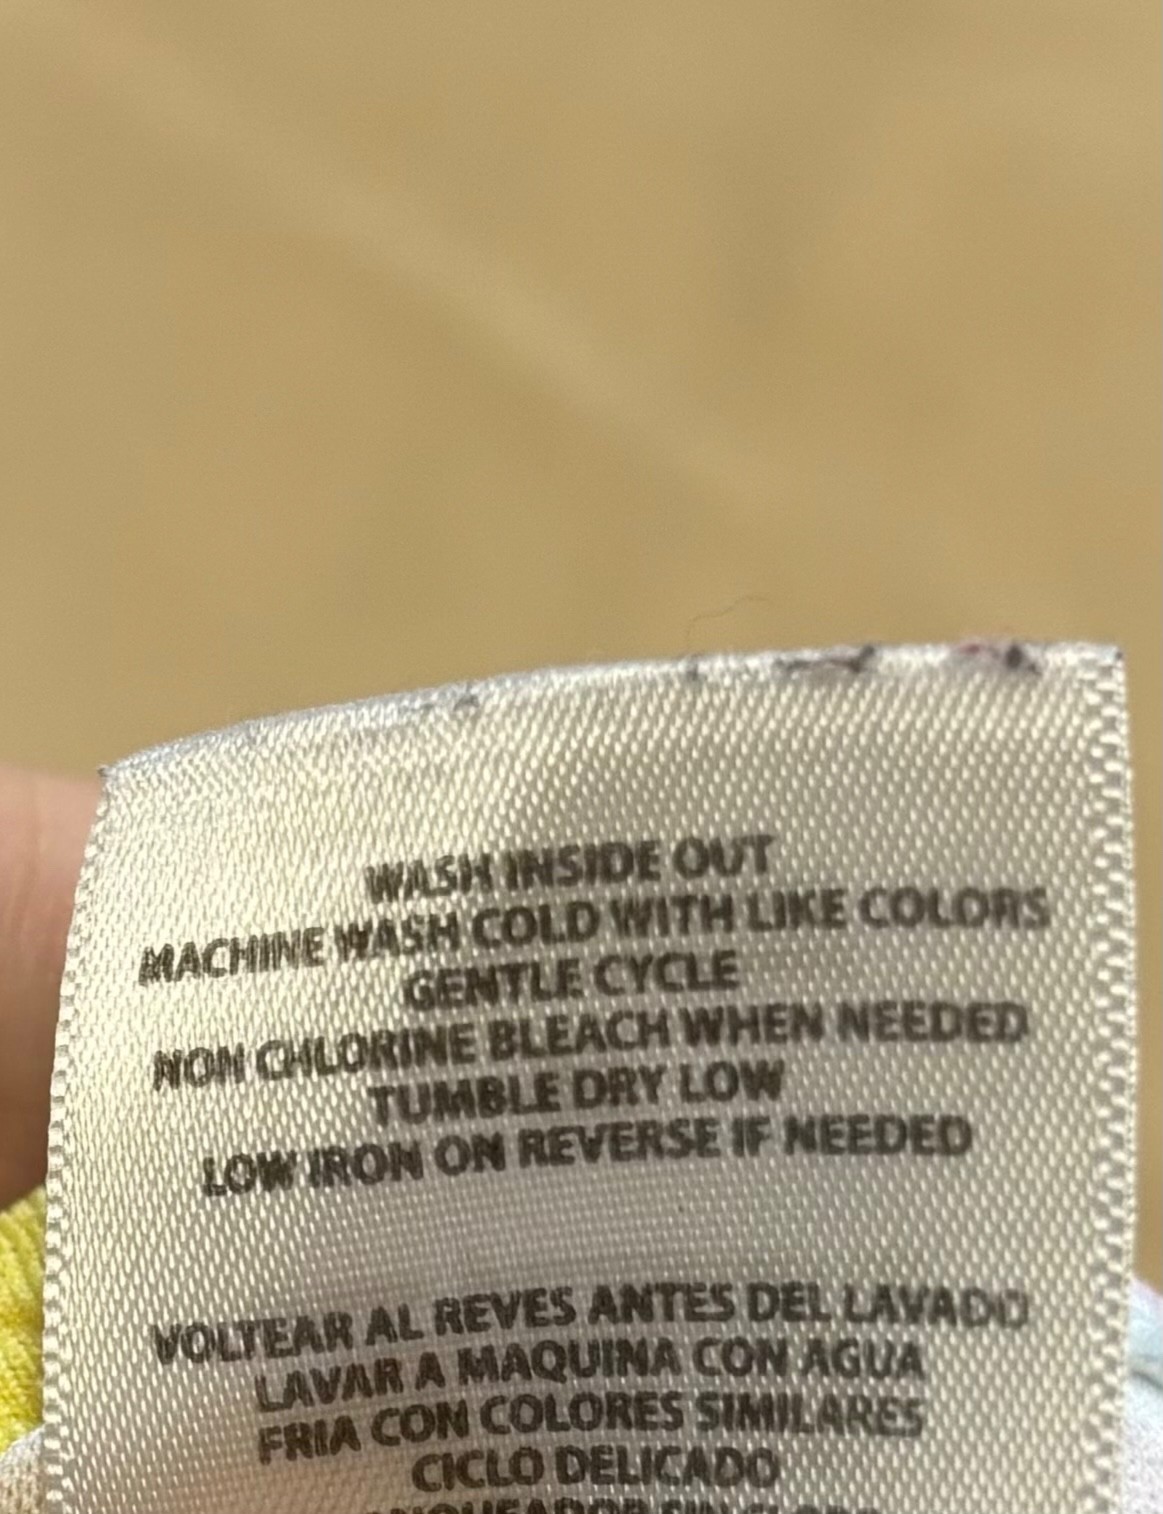 WASH INSIDE OUT
MACHINE WASH COLD WITH LIKE COLORS
GENTLE CYCLE
NON CHLORINE BLEACH WHEN NEEDED
TUMBLE DRY LOW
LOW IRON ON REVERSE IF NEEDED
VOLTEAR AL REVES ANTES DEL LAVADO
LAVAR A MAQUINA CON AGUA
FRIA CON COLORES SIMILARES
CICLO DELICADO